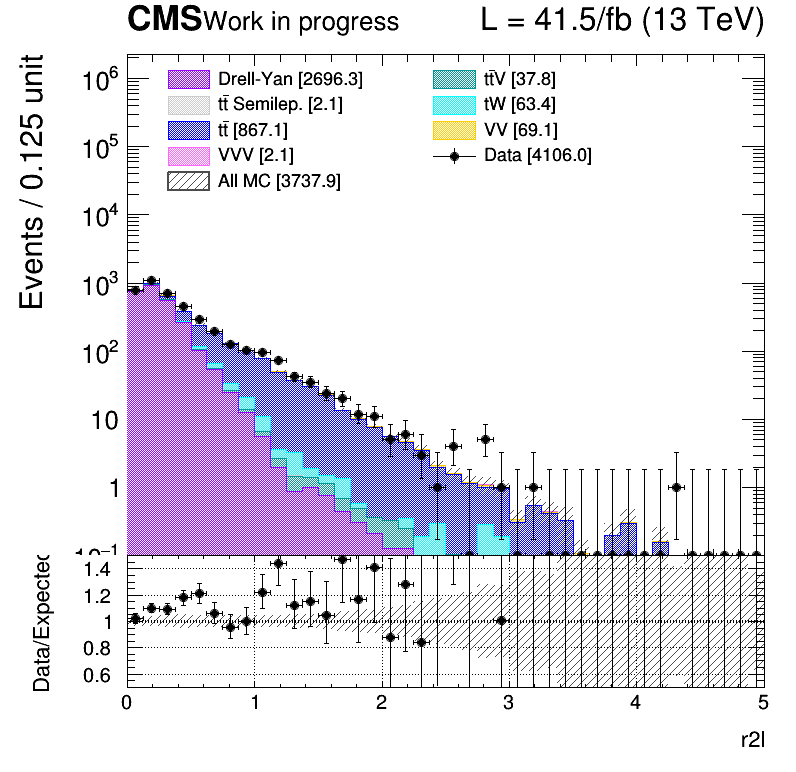 CMS Work in progress L = 41.5/fb (13 TeV)
Events / 0.125 unit
10⁶
10⁵
10⁴
10³
10²
10
1
10⁻¹
Drell-Yan [2696.3]
tt̄ Semilep. [2.1]
tt̄ [867.1]
VVV [2.1]
All MC [3737.9]
tt̄V [37.8]
tW [63.4]
VV [69.1]
Data [4106.0]
Data/Expected
1.4
1.2
1
0.8
0.6
0 1 2 3 4 5
r2l